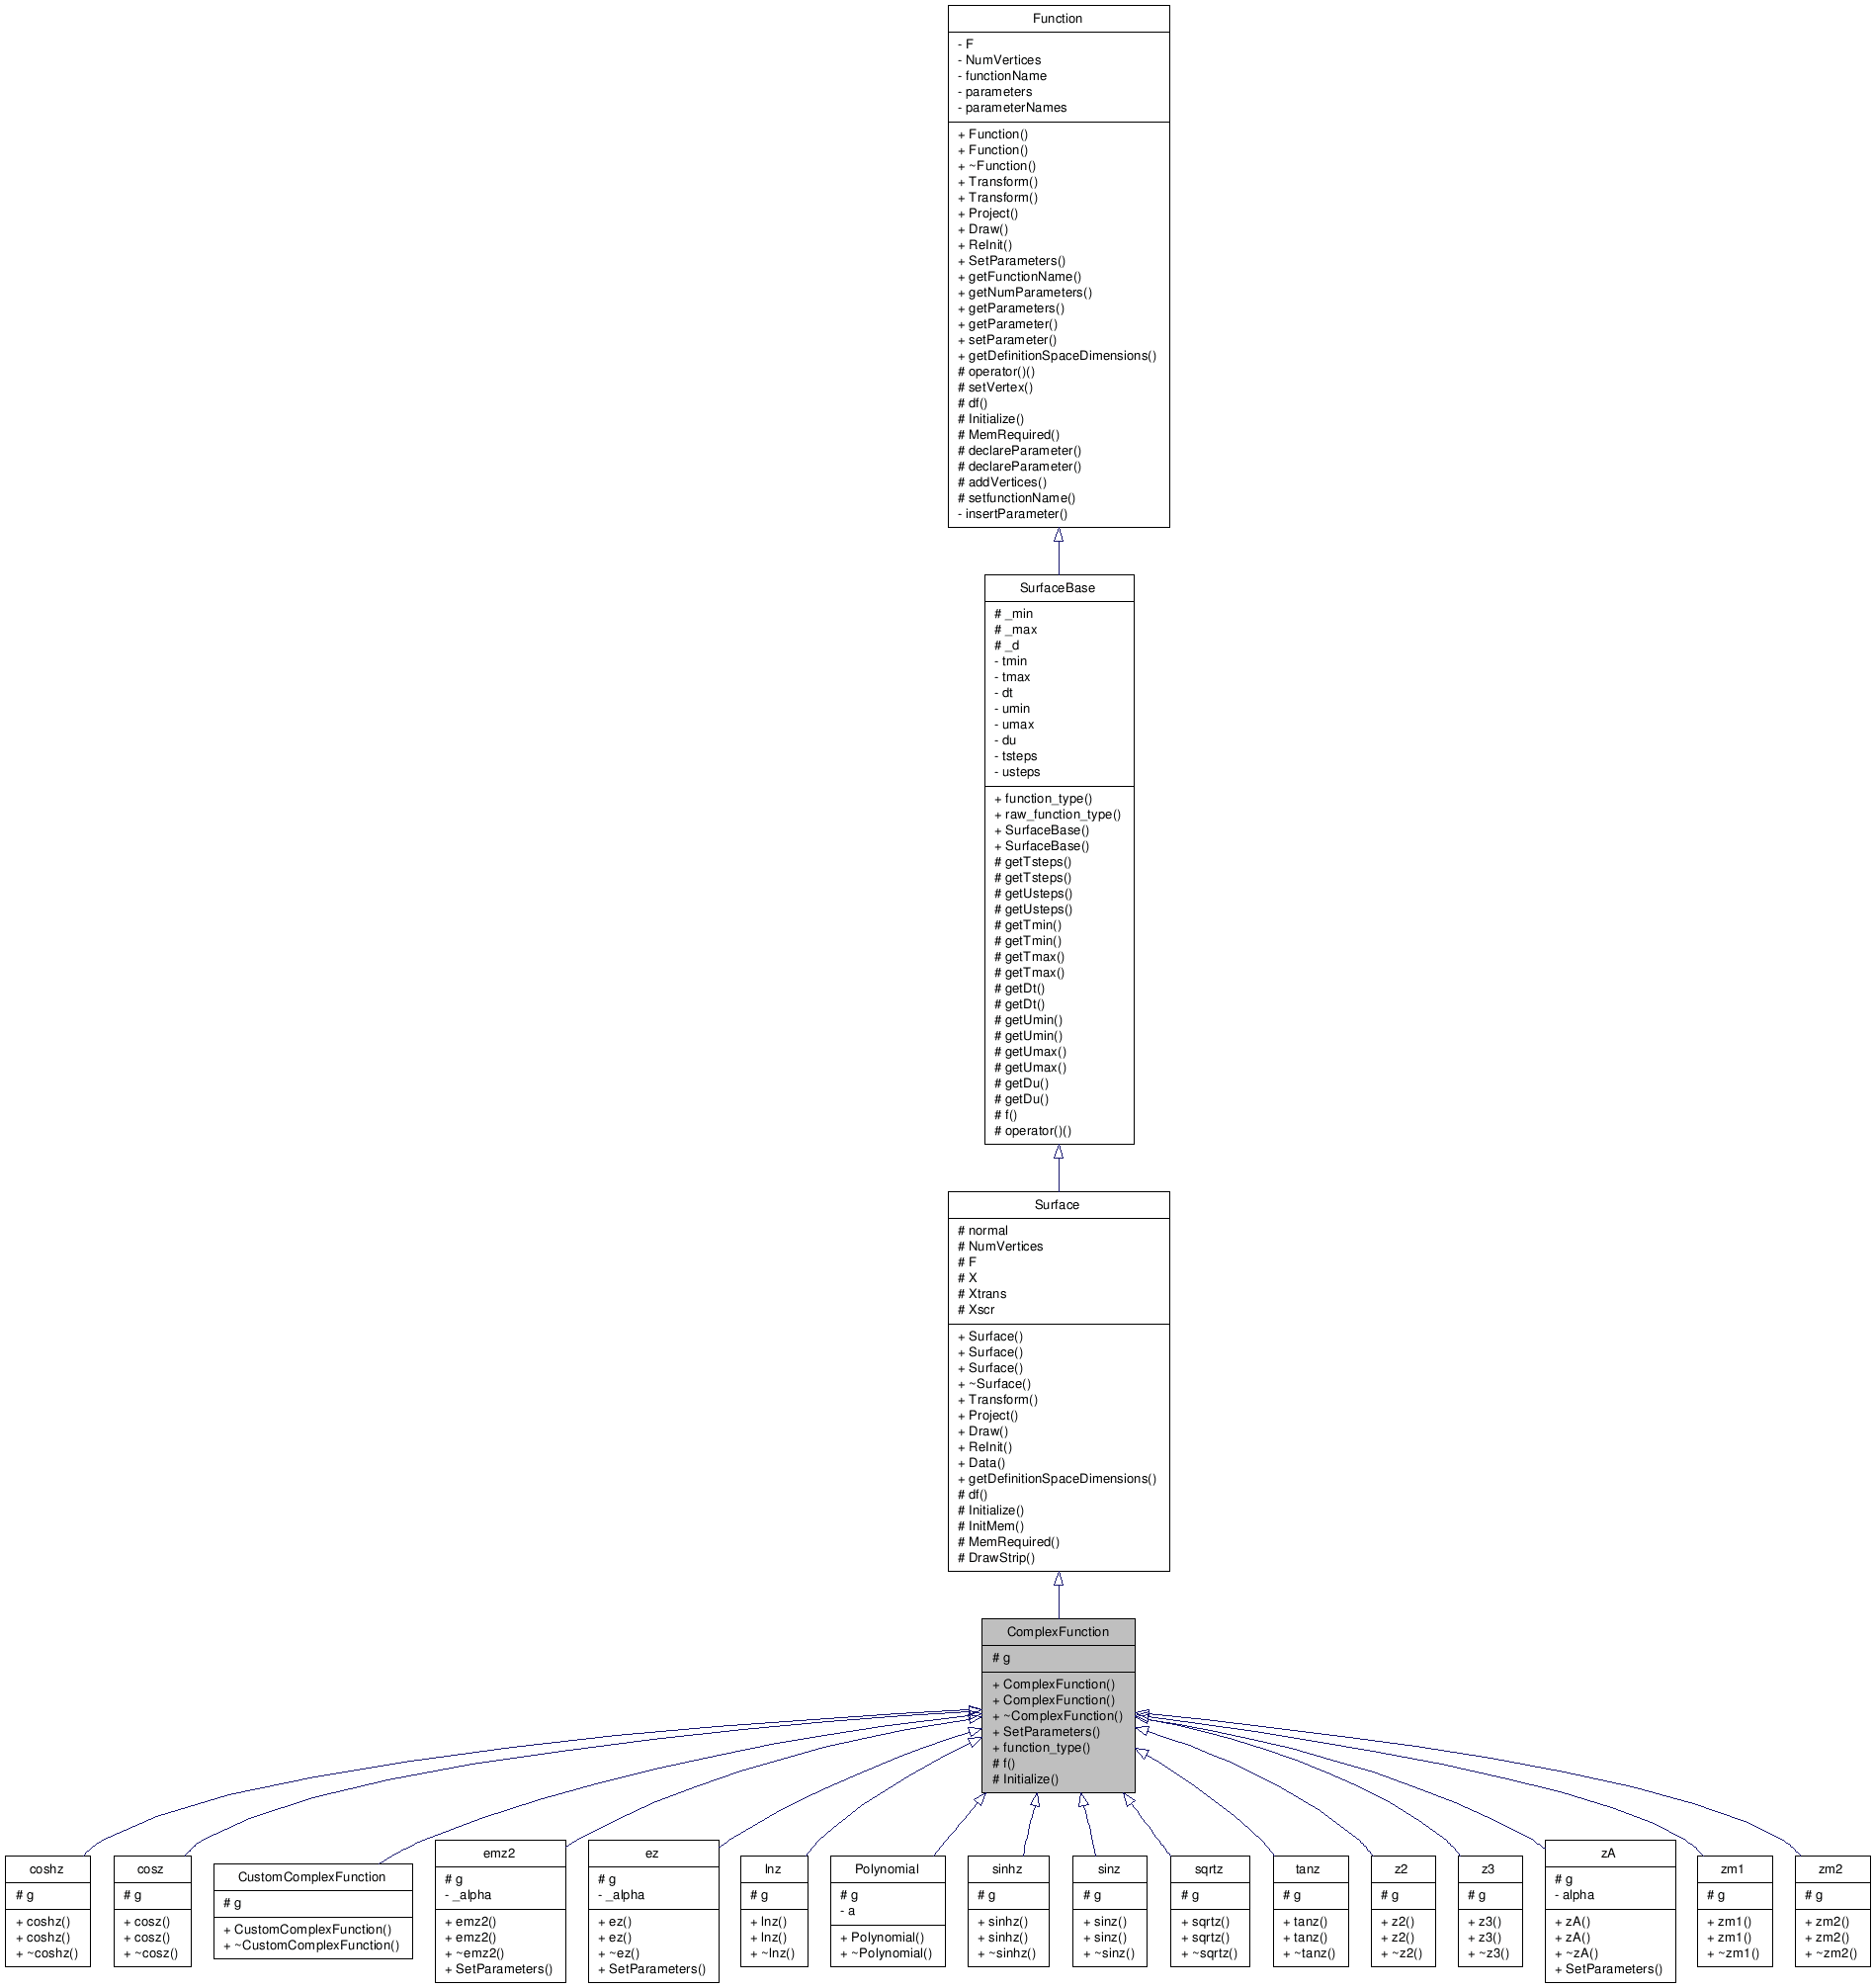 Function
- F
- NumVertices
- functionName
- parameters
- parameterNames
+ Function()
+ Function()
+ ~Function()
+ Transform()
+ Transform()
+ Project()
+ Draw()
+ ReInit()
+ SetParameters()
+ getFunctionName()
+ getNumParameters()
+ getParameters()
+ getParameter()
+ setParameter()
+ getDefinitionSpaceDimensions()
# operator()()
# setVertex()
# df()
# Initialize()
# MemRequired()
# declareParameter()
# declareParameter()
# addVertices()
# setfunctionName()
- insertParameter()
SurfaceBase
# _min
# _max
# _d
- tmin
- tmax
- dt
- umin
- umax
- du
- tsteps
- usteps
+ function_type()
+ raw_function_type()
+ SurfaceBase()
+ SurfaceBase()
# getTsteps()
# getTsteps()
# getUsteps()
# getUsteps()
# getTmin()
# getTmin()
# getTmax()
# getTmax()
# getDt()
# getDt()
# getUmin()
# getUmin()
# getUmax()
# getUmax()
# getDu()
# getDu()
# f()
# operator()()
Surface
# normal
# NumVertices
# F
# X
# Xtrans
# Xscr
+ Surface()
+ Surface()
+ Surface()
+ ~Surface()
+ Transform()
+ Project()
+ Draw()
+ ReInit()
+ Data()
+ getDefinitionSpaceDimensions()
# df()
# Initialize()
# InitMem()
# MemRequired()
# DrawStrip()
ComplexFunction
# g
+ ComplexFunction()
+ ComplexFunction()
+ ~ComplexFunction()
+ SetParameters()
+ function_type()
# f()
# Initialize()
coshz
# g
+ coshz()
+ coshz()
+ ~coshz()
cosz
# g
+ cosz()
+ cosz()
+ ~cosz()
CustomComplexFunction
# g
+ CustomComplexFunction()
+ ~CustomComplexFunction()
emz2
# g
- _alpha
+ emz2()
+ emz2()
+ ~emz2()
+ SetParameters()
ez
# g
- _alpha
+ ez()
+ ez()
+ ~ez()
+ SetParameters()
lnz
# g
+ lnz()
+ lnz()
+ ~lnz()
Polynomial
# g
- a
+ Polynomial()
+ ~Polynomial()
sinhz
# g
+ sinhz()
+ sinhz()
+ ~sinhz()
sinz
# g
+ sinz()
+ sinz()
+ ~sinz()
sqrtz
# g
+ sqrtz()
+ sqrtz()
+ ~sqrtz()
tanz
# g
+ tanz()
+ tanz()
+ ~tanz()
z2
# g
+ z2()
+ z2()
+ ~z2()
z3
# g
+ z3()
+ z3()
+ ~z3()
zA
# g
- alpha
+ zA()
+ zA()
+ ~zA()
+ SetParameters()
zm1
# g
+ zm1()
+ zm1()
+ ~zm1()
zm2
# g
+ zm2()
+ zm2()
+ ~zm2()